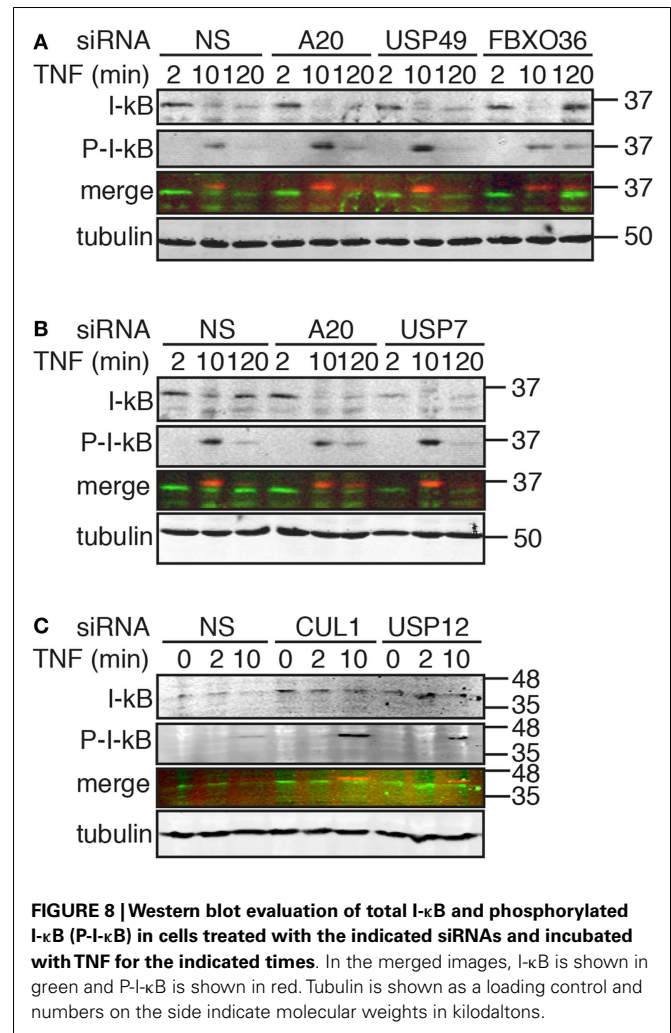 A siRNA NS A20 USP49 FBXO36
TNF (min) 2 10 120 2 10 120 2 10 120 2 10 120
I-kB 37
P-I-kB 37
merge 37
tubulin 50
B siRNA NS A20 USP7
TNF (min) 2 10 120 2 10 120 2 10 120
I-kB 37
P-I-kB 37
merge 37
tubulin 50
C siRNA NS CUL1 USP12
TNF (min) 0 2 10 0 2 10 0 2 10
48
I-kB 35
48
P-I-kB 35
48
merge 35
tubulin
FIGURE 8 | Western blot evaluation of total I-κB and phosphorylated
I-κB (P-I-κB) in cells treated with the indicated siRNAs and incubated
with TNF for the indicated times. In the merged images, I-κB is shown in
green and P-I-κB is shown in red. Tubulin is shown as a loading control and
numbers on the side indicate molecular weights in kilodaltons.